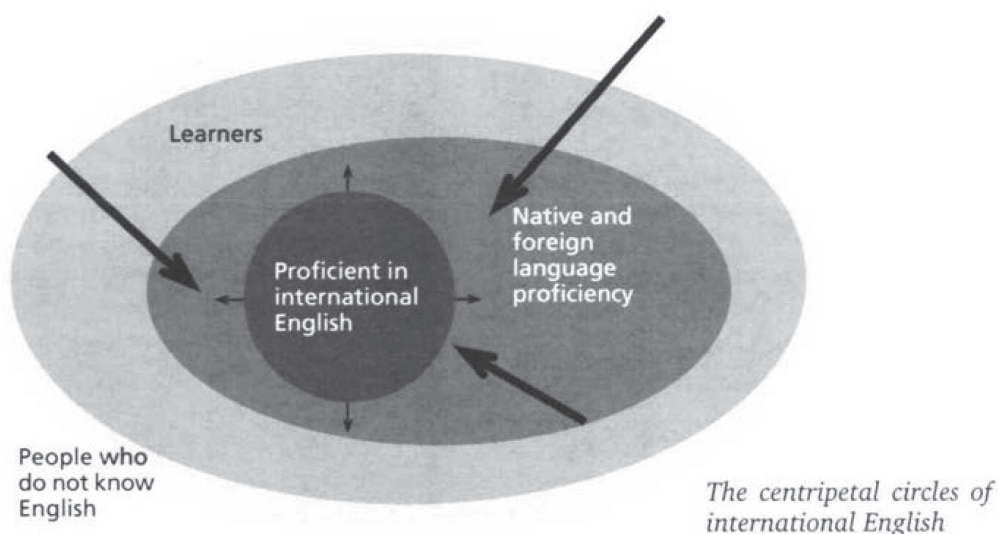 Learners
Native and
foreign
language
proficiency
Proficient in
international
English
People who
do not know
English
The centripetal circles of
international English